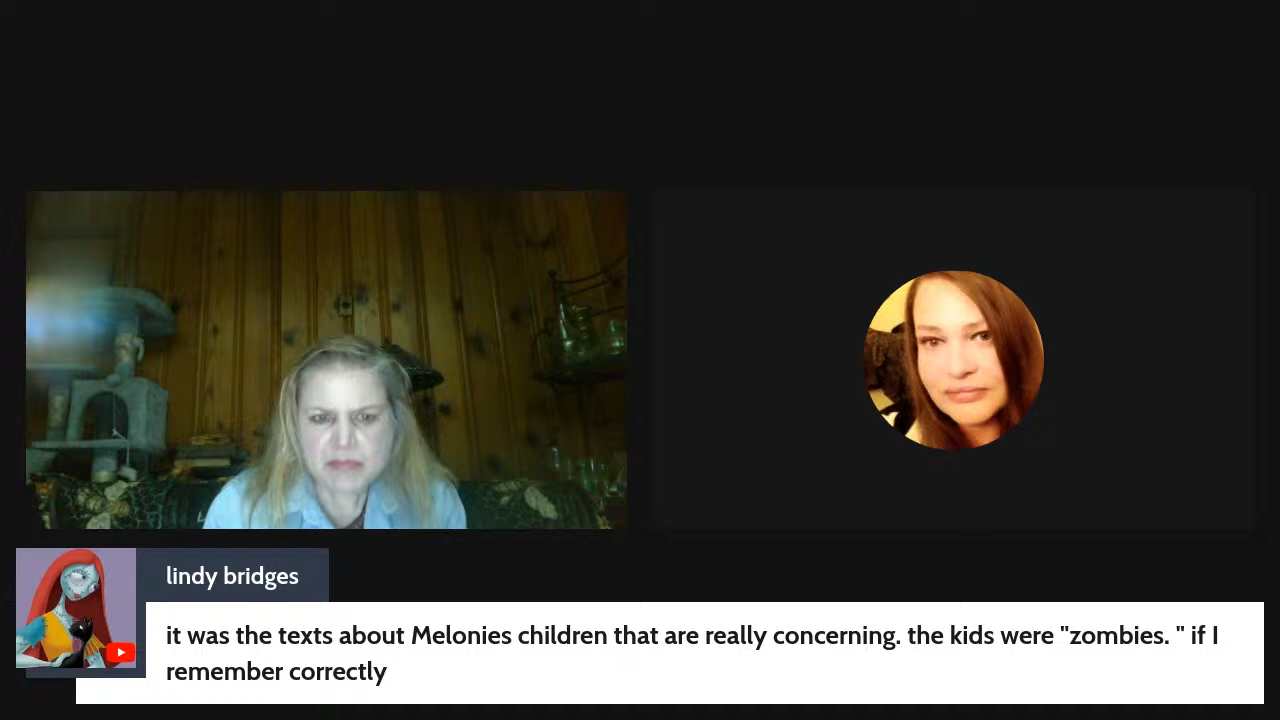 lindy bridges
it was the texts about Melonies children that are really concerning. the kids were "zombies. " if I
remember correctly